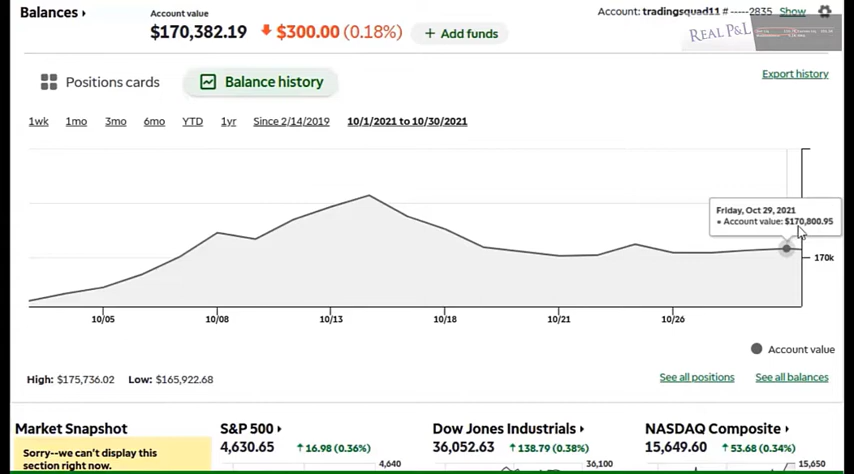 Balances
Account value
$170,382.19
$300.00 (0.18%)
+ Add funds
Account: tradingsquad11 # -----2835 Show
REAL P&L
Positions cards
Balance history
Export history
1wk 1mo 3mo 6mo YTD 1yr Since 2/14/2019 10/1/2021 to 10/30/2021
Friday, Oct 29, 2021
• Account value: $170,800.95
170k
10/05 10/08 10/13 10/18 10/21 10/26
Account value
High: $175,736.02 Low: $165,922.68
See all positions See all balances
Market Snapshot
Sorry--we can't display this
section right now.
S&P 500
4,630.65 16.98 (0.36%)
4,640
Dow Jones Industrials
36,052.63 138.79 (0.38%)
36,100
NASDAQ Composite
15,649.60 53.68 (0.34%)
15,650